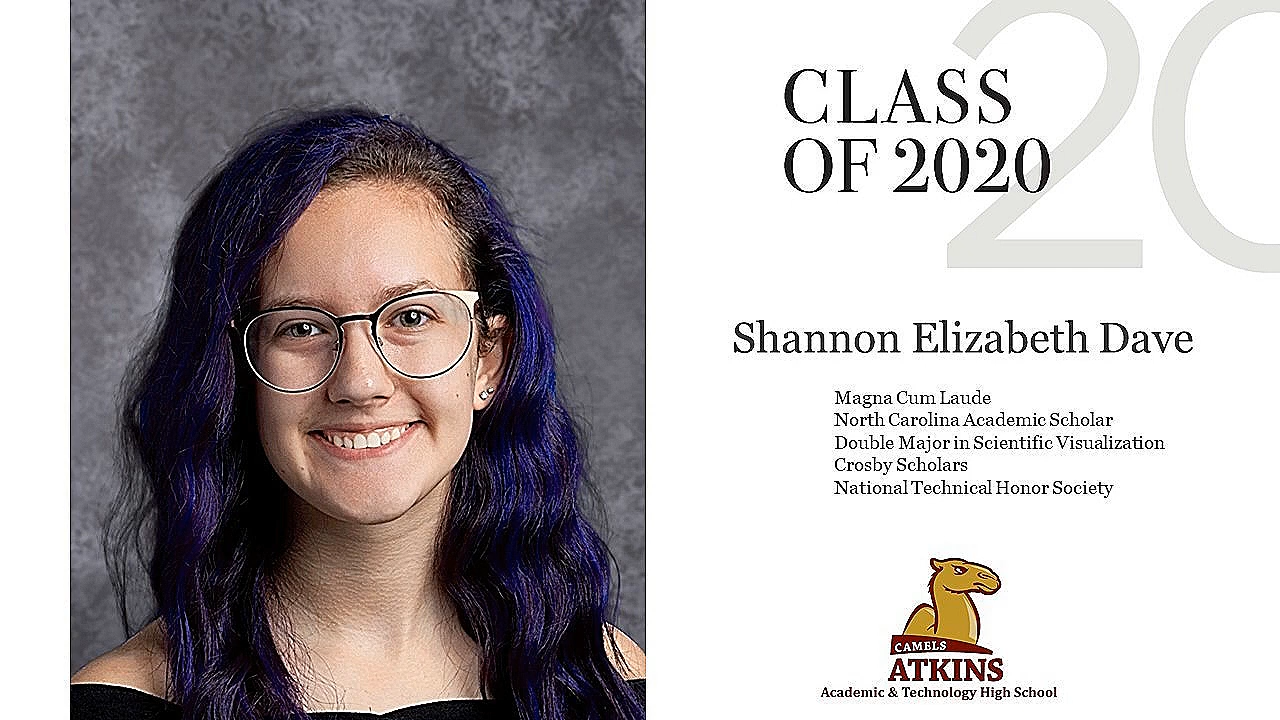 20
CLASS
OF 2020
Shannon Elizabeth Dave
Magna Cum Laude
North Carolina Academic Scholar
Double Major in Scientific Visualization
Crosby Scholars
National Technical Honor Society
CAMELS
ATKINS
Academic & Technology High School